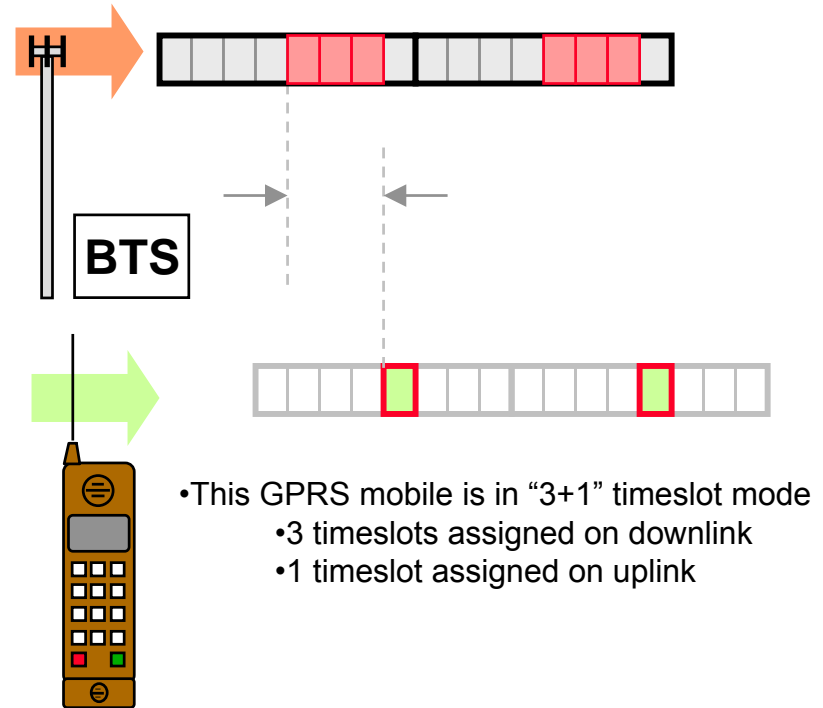 BTS
•This GPRS mobile is in “3+1” timeslot mode
•3 timeslots assigned on downlink
•1 timeslot assigned on uplink